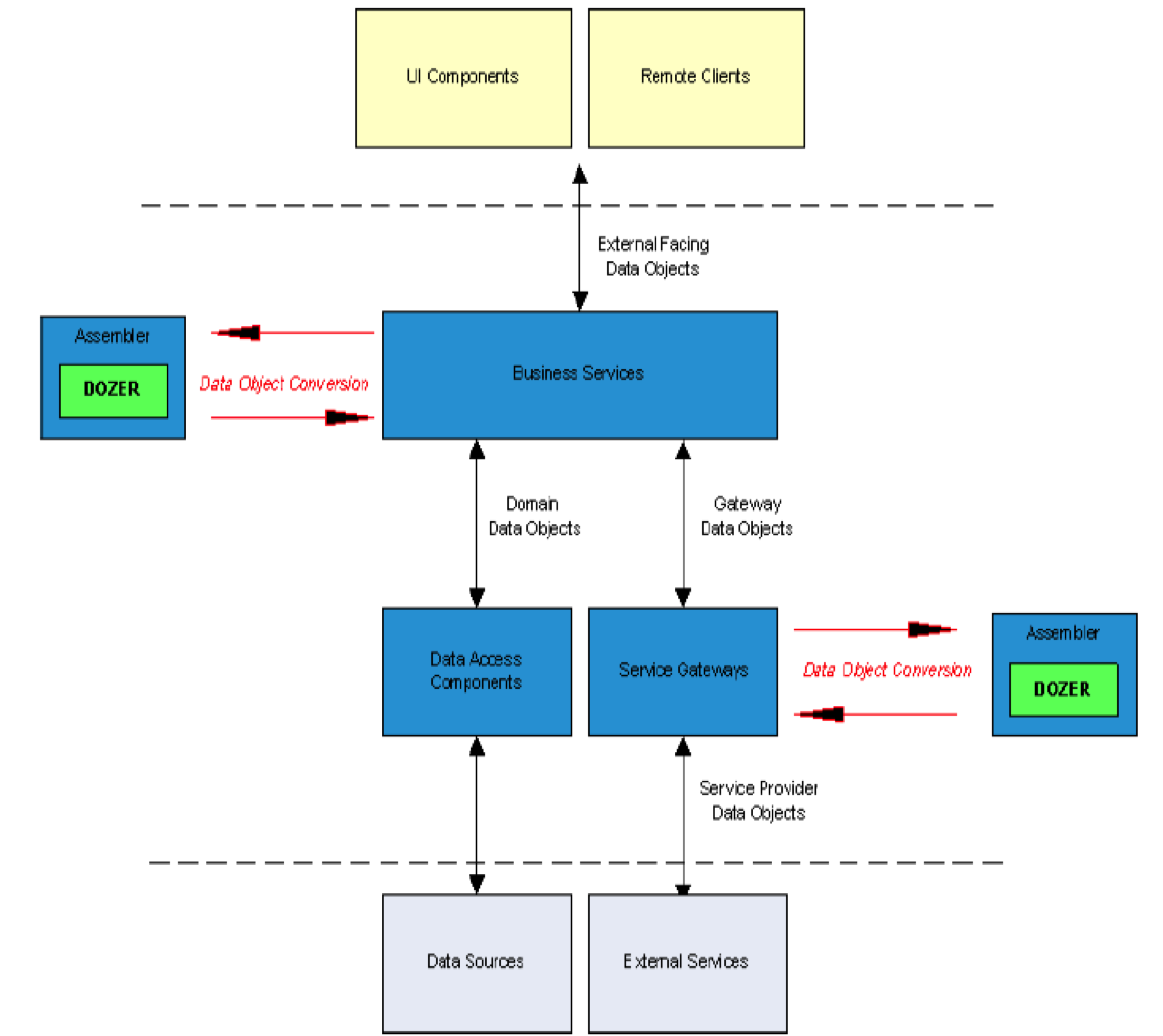 UI Components
Remote Clients
External Facing
Data Objects
Assembler
DOZER
Data Object Conversion
Business Services
Domain
Data Objects
Gateway
Data Objects
Data Access
Components
Service Gateways
Data Object Conversion
Assembler
DOZER
Service Provider
Data Objects
Data Sources
External Services